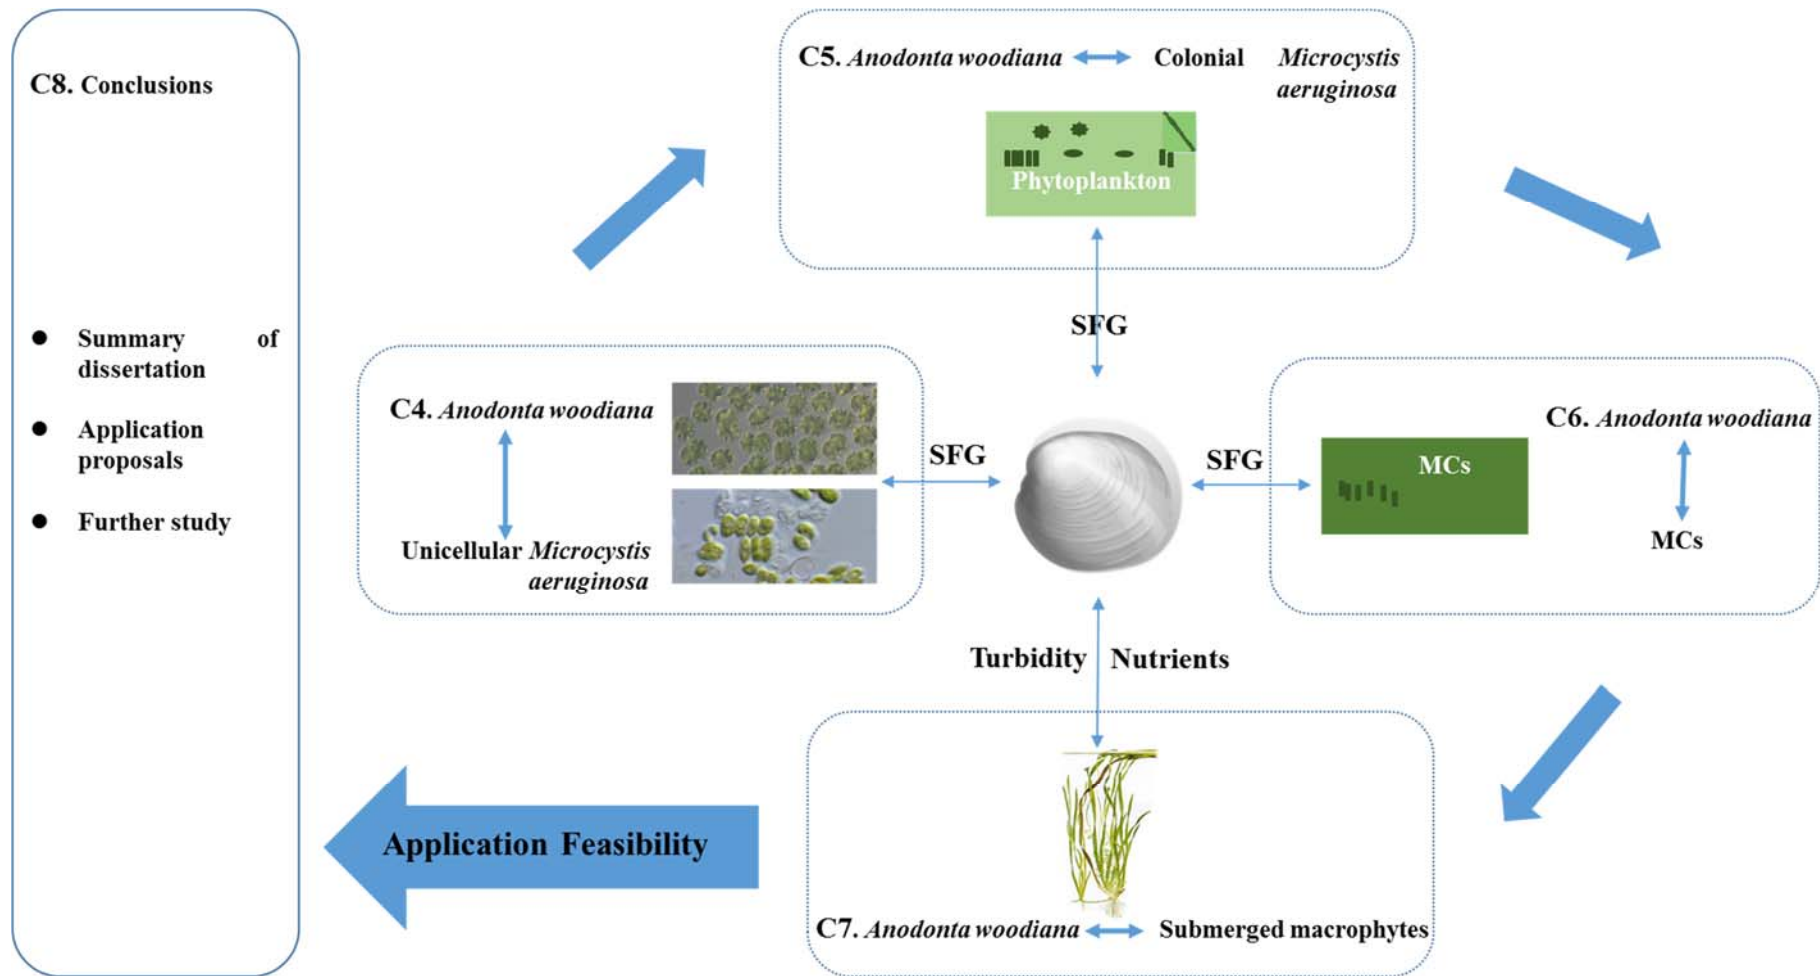 C8. Conclusions
● Summary of
dissertation
● Application
proposals
● Further study
C5. Anodonta woodiana Colonial Microcystis
aeruginosa
Phytoplankton
SFG
C4. Anodonta woodiana
Unicellular Microcystis
aeruginosa
SFG
SFG
MCs
C6. Anodonta woodiana
MCs
Turbidity Nutrients
C7. Anodonta woodiana Submerged macrophytes
Application Feasibility